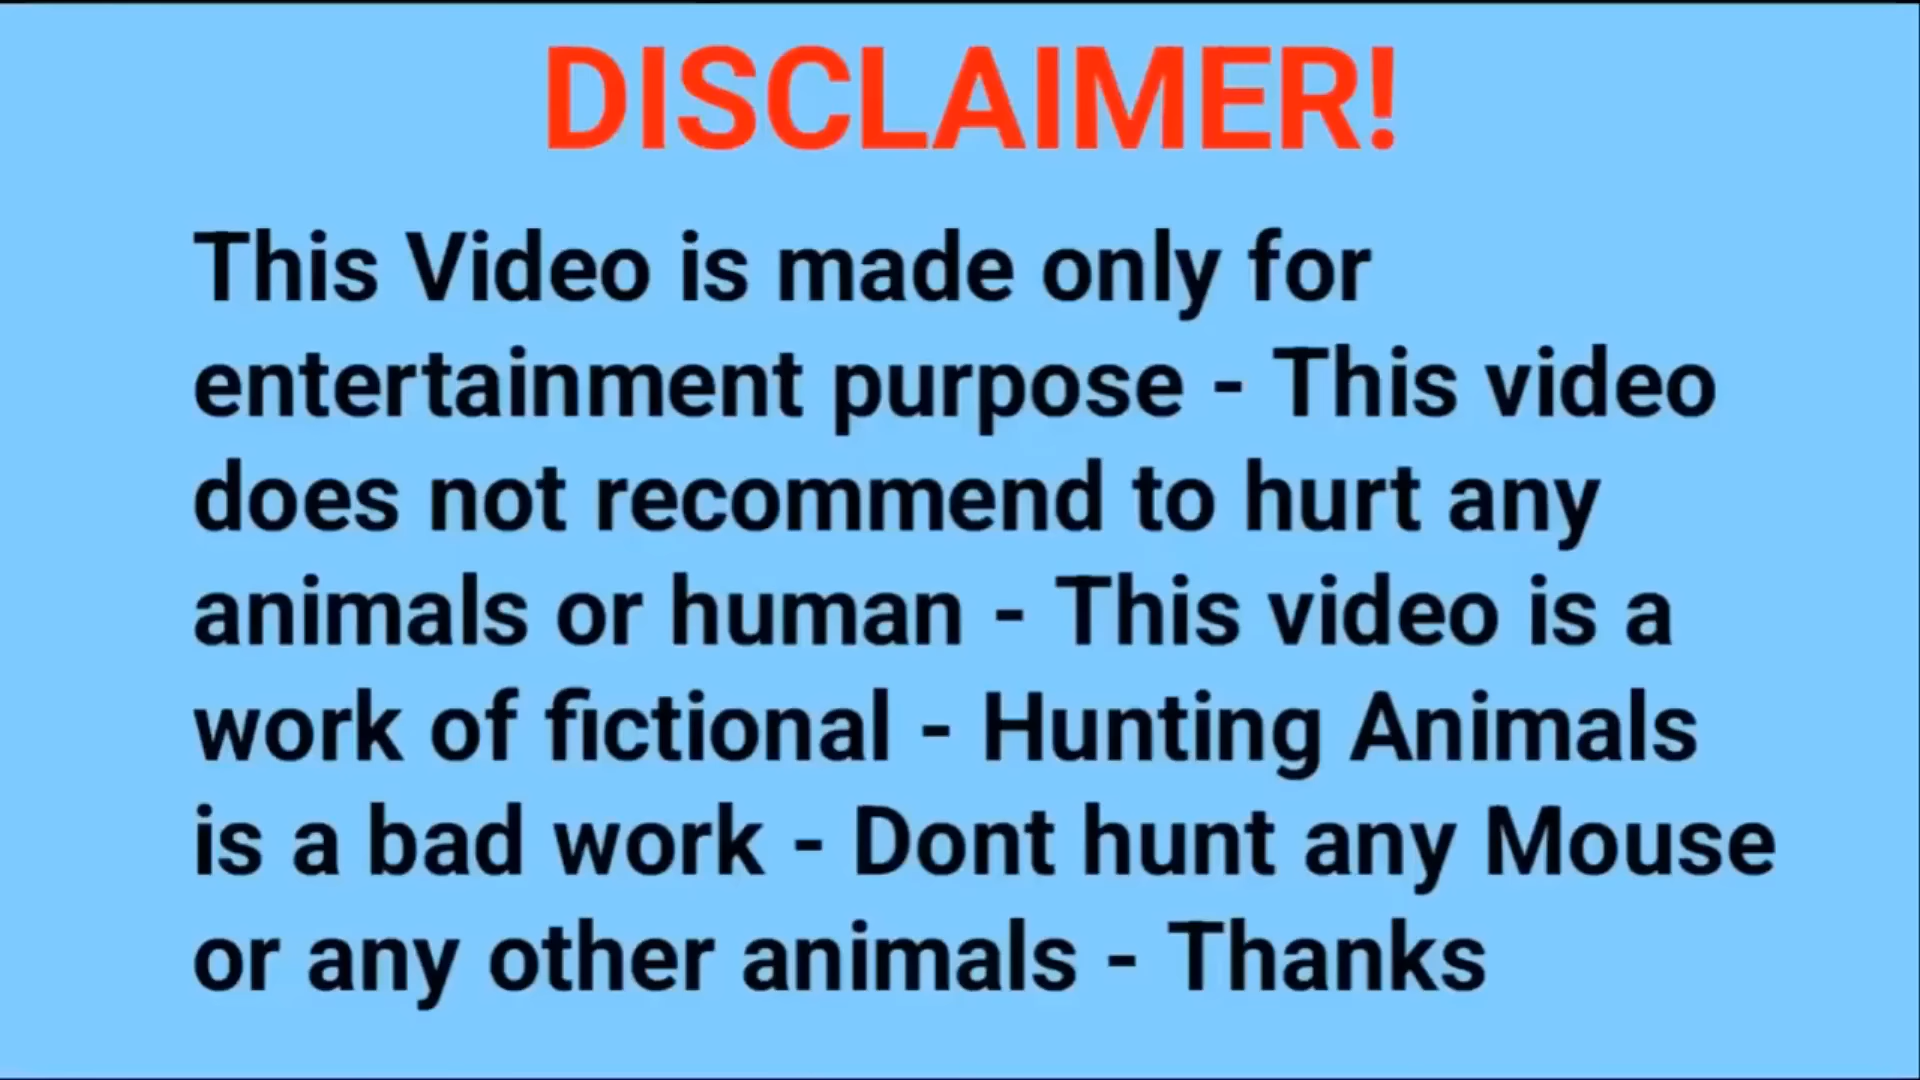 DISCLAIMER!
This Video is made only for
entertainment purpose - This video
does not recommend to hurt any
animals or human - This video is a
work of fictional - Hunting Animals
is a bad work - Dont hunt any Mouse
or any other animals - Thanks